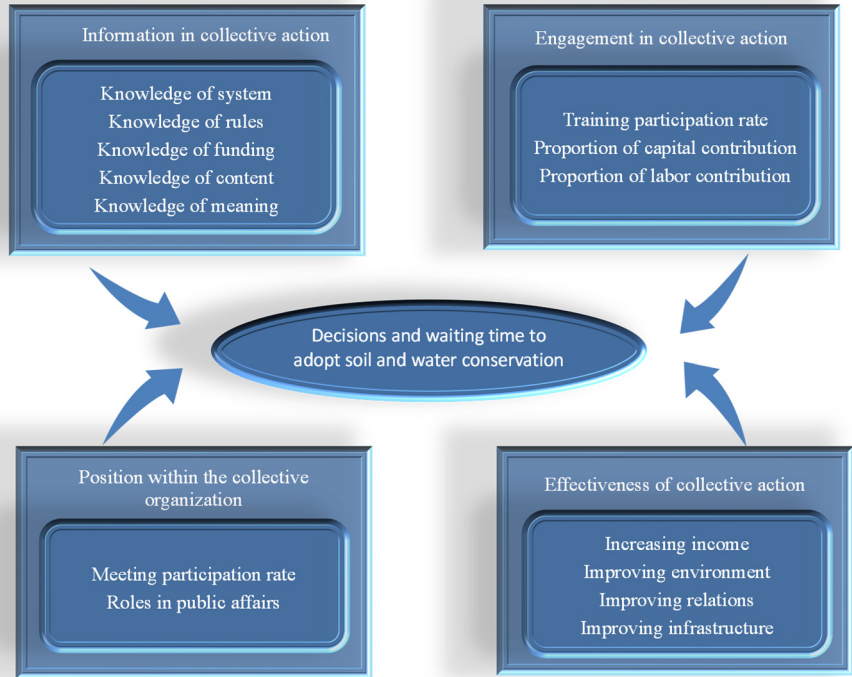 Information in collective action
Knowledge of system
Knowledge of rules
Knowledge of funding
Knowledge of content
Knowledge of meaning
Engagement in collective action
Training participation rate
Proportion of capital contribution
Proportion of labor contribution
Decisions and waiting time to
adopt soil and water conservation
Position within the collective
organization
Meeting participation rate
Roles in public affairs
Effectiveness of collective action
Increasing income
Improving environment
Improving relations
Improving infrastructure